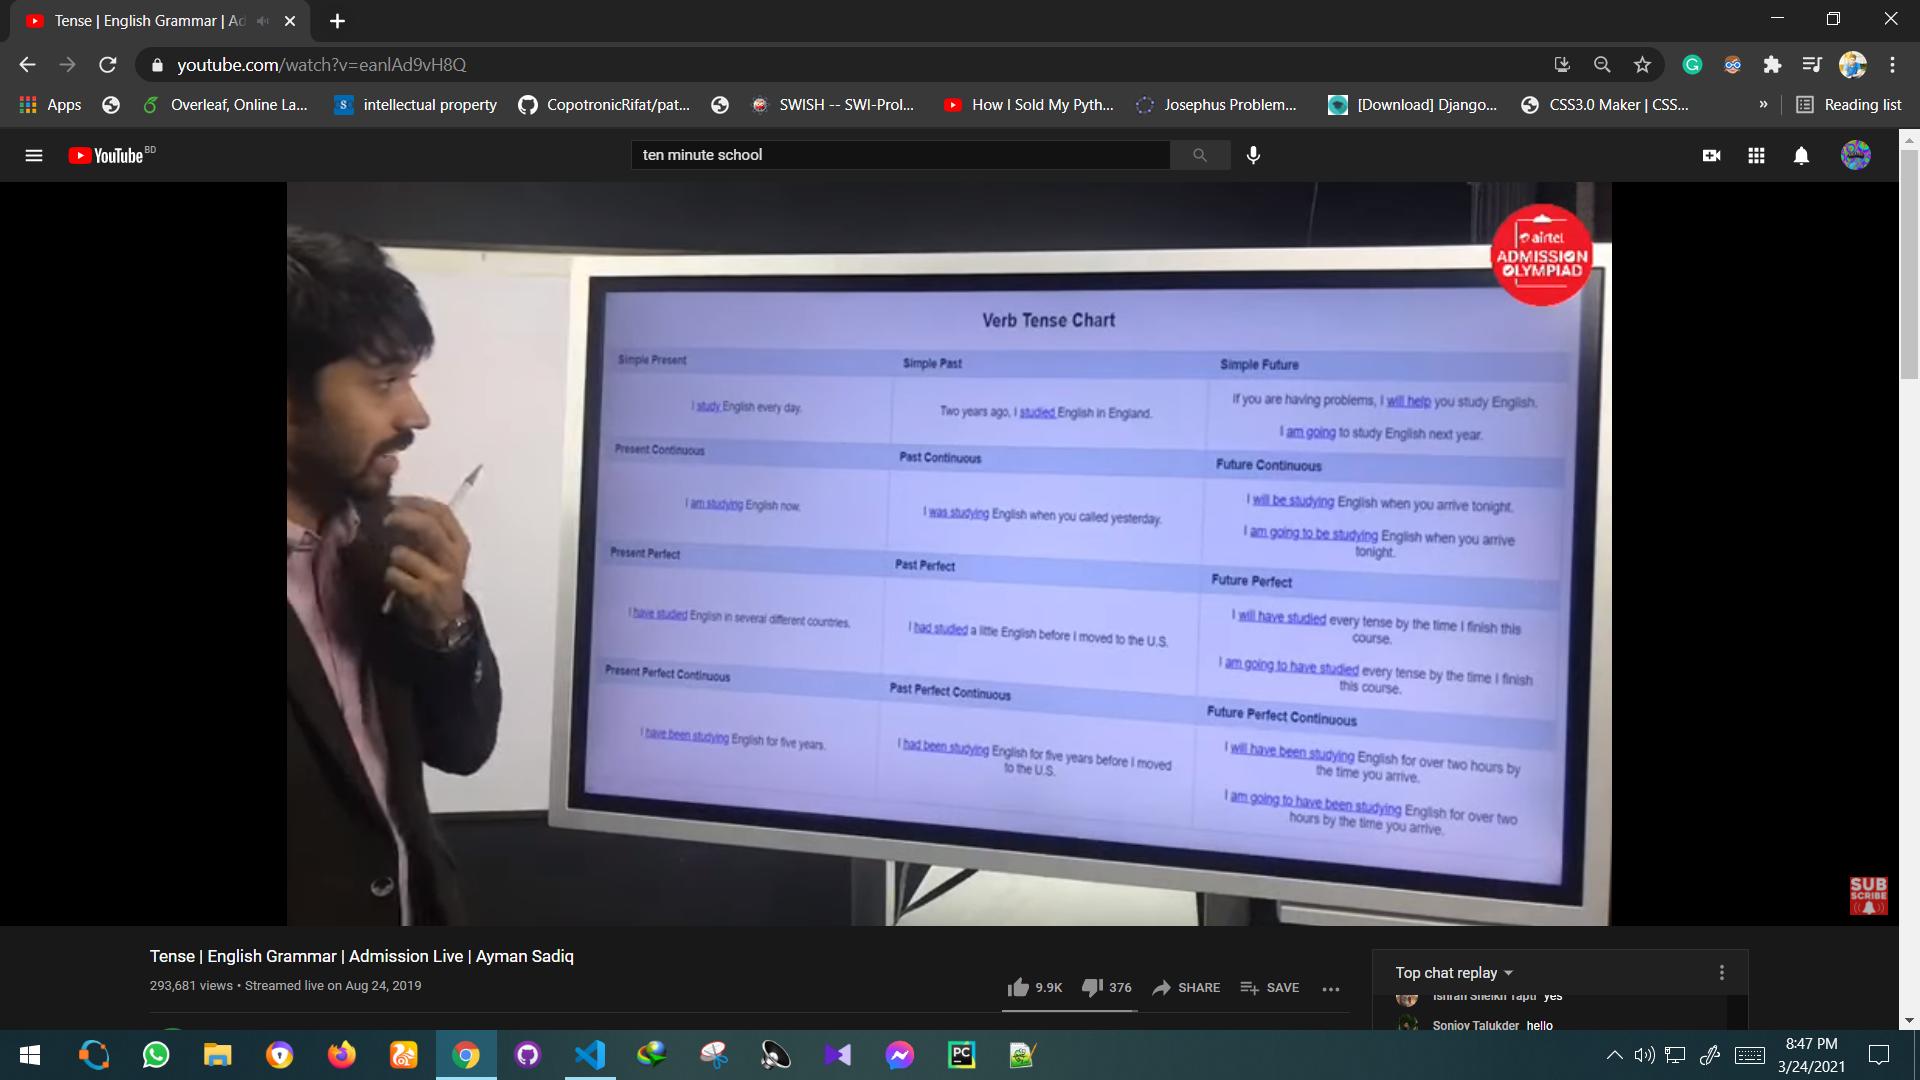 Tense | English Grammar | Ad
youtube.com/watch?v=eanlAd9vH8Q
Apps
Overleaf, Online La...
intellectual property
CopotronicRifat/pat...
SWISH -- SWI-Prol...
How I Sold My Pyth...
Josephus Problem...
[Download] Django...
CSS3.0 Maker | CSS...
»
Reading list
YouTube BD
ten minute school
airtel
ADMISSION
OLYMPIAD
Verb Tense Chart
Simple Present
Simple Past
Simple Future
I study English every day.
Two years ago, I studied English in England.
If you are having problems, I will help you study English.
I am going to study English next year.
Present Continuous
Past Continuous
Future Continuous
I am studying English now.
I was studying English when you called yesterday.
I will be studying English when you arrive tonight.
I am going to be studying English when you arrive
tonight.
Present Perfect
Past Perfect
Future Perfect
I have studied English in several different countries.
I had studied a little English before I moved to the U.S.
I will have studied every tense by the time I finish this
course.
I am going to have studied every tense by the time I finish
this course.
Present Perfect Continuous
Past Perfect Continuous
Future Perfect Continuous
I have been studying English for five years.
I had been studying English for five years before I moved
to the U.S.
I will have been studying English for over two hours by
the time you arrive.
I am going to have been studying English for over two
hours by the time you arrive.
SUB
SCRIBE
Tense | English Grammar | Admission Live | Ayman Sadiq
293,681 views • Streamed live on Aug 24, 2019
9.9K
376
SHARE
SAVE
Top chat replay
Ishrah Sheikh Tapti yes
Sonjoy Talukder hello
PC
8:47 PM
3/24/2021